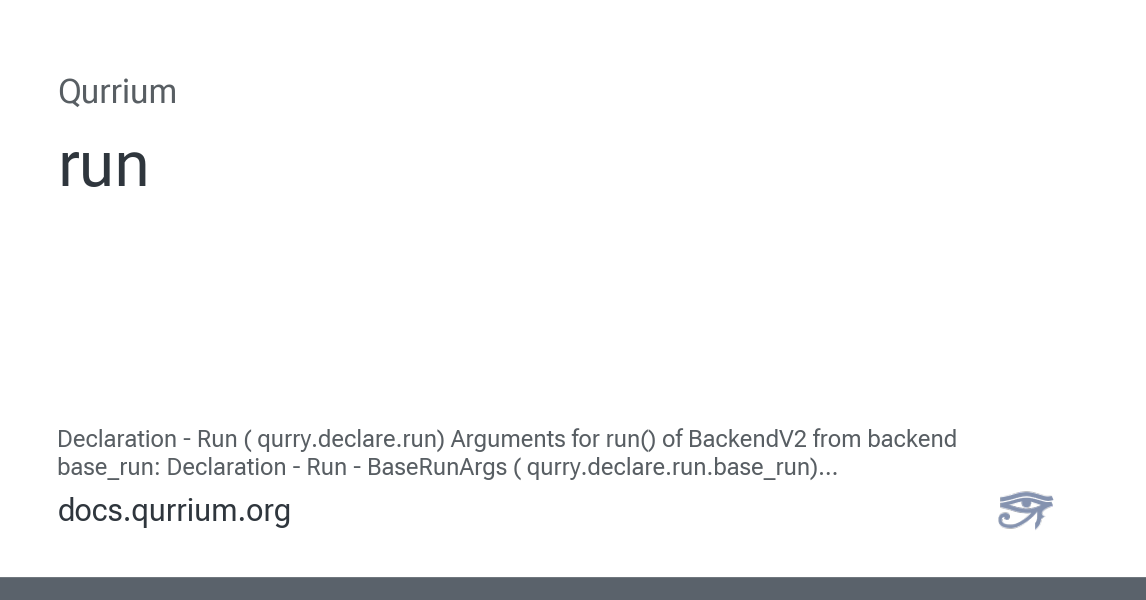 Qurrium
run
Declaration - Run ( qurry.declare.run) Arguments for run() of BackendV2 from backend
base_run: Declaration - Run - BaseRunArgs ( qurry.declare.run.base_run)...
docs.qurrium.org